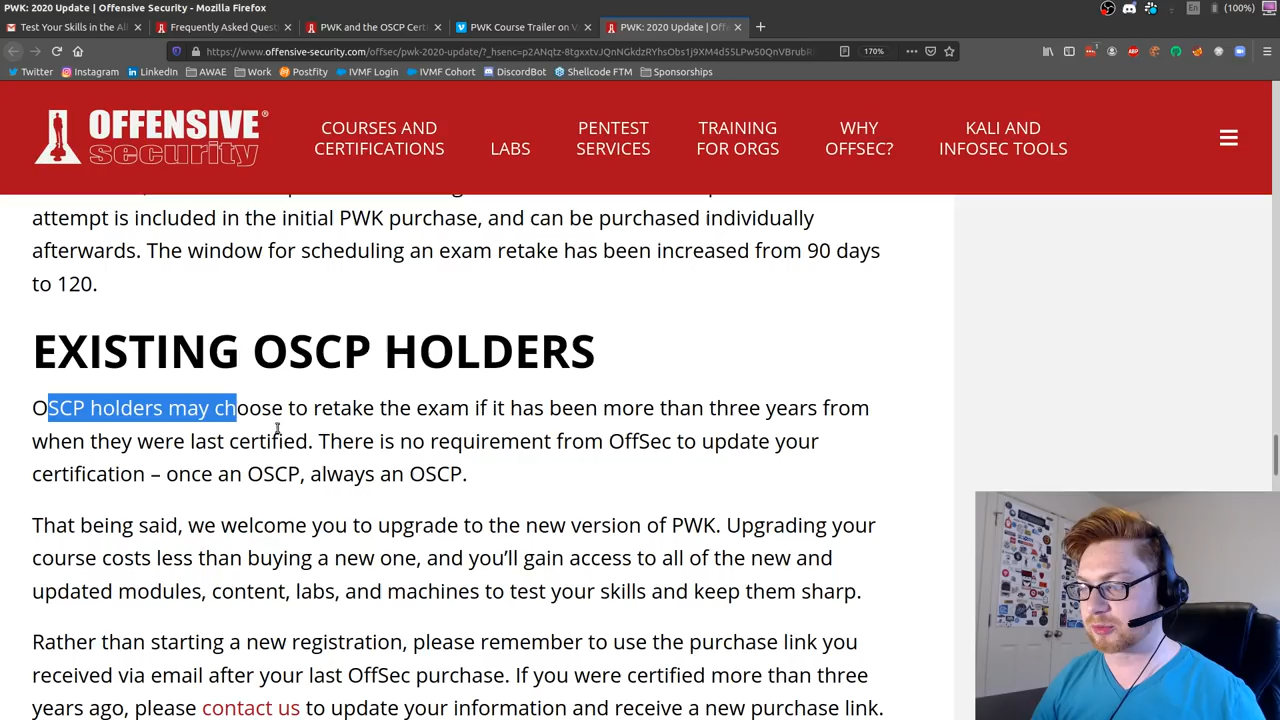 PWK: 2020 Update | Offensive Security - Mozilla Firefox
En (100%)
Test Your Skills in the All
Frequently Asked Quest
PWK and the OSCP Cert
PWK Course Trailer on V
PWK: 2020 Update | Offe
https://www.offensive-security.com/offsec/pwk-2020-update/?_hsenc=p2ANqtz-8tgxxtvJQnNGkdzRYhsObs1j9XM4d55LPwS0QnVBrubR
170%
Twitter Instagram LinkedIn AWAE Work Postfity IVMF Login IVMF Cohort DiscordBot Shellcode FTM Sponsorships
OFFENSIVE®
security
COURSES AND
CERTIFICATIONS
LABS
PENTEST
SERVICES
TRAINING
FOR ORGS
WHY
OFFSEC?
KALI AND
INFOSEC TOOLS
attempt is included in the initial PWK purchase, and can be purchased individually
afterwards. The window for scheduling an exam retake has been increased from 90 days
to 120.
EXISTING OSCP HOLDERS
OSCP holders may choose to retake the exam if it has been more than three years from
when they were last certified. There is no requirement from OffSec to update your
certification – once an OSCP, always an OSCP.
That being said, we welcome you to upgrade to the new version of PWK. Upgrading your
course costs less than buying a new one, and you'll gain access to all of the new and
updated modules, content, labs, and machines to test your skills and keep them sharp.
Rather than starting a new registration, please remember to use the purchase link you
received via email after your last OffSec purchase. If you were certified more than three
years ago, please contact us to update your information and receive a new purchase link.